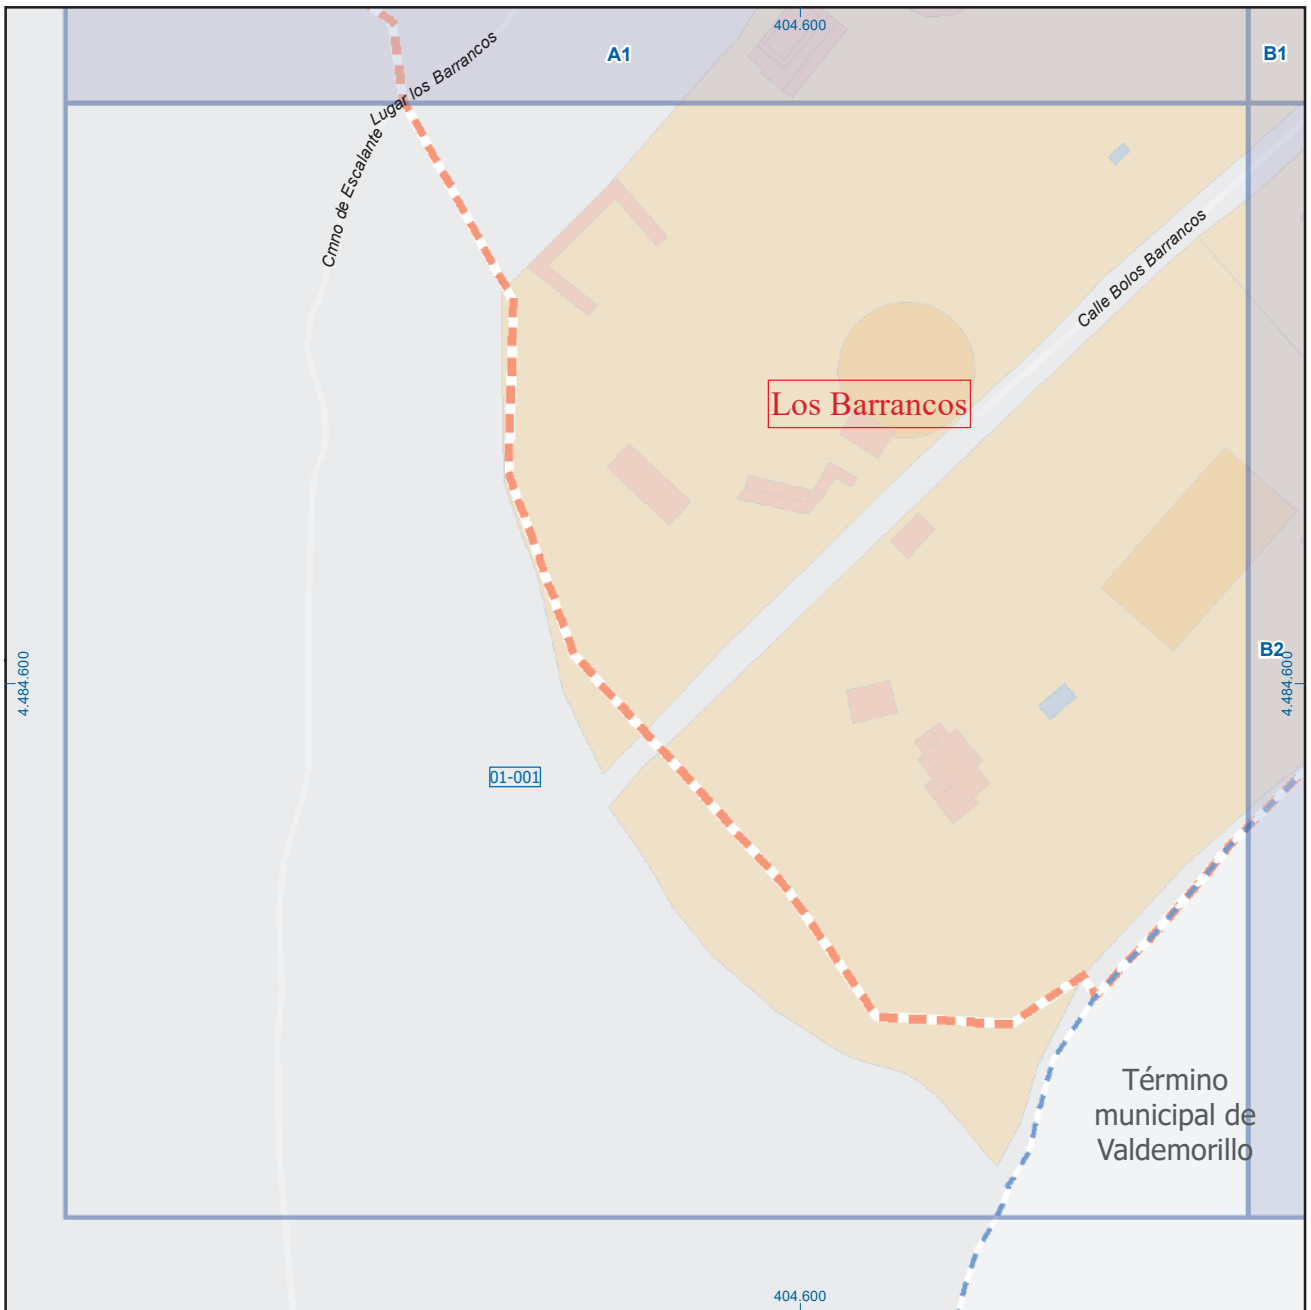 404.600
A1
B1
Lugar los Barrancos
Cmno de Escalante
Calle Bolos Barrancos
Los Barrancos
B2
4.484.600
4.484.600
01-001
Término
municipal de
Valdemorillo
404.600